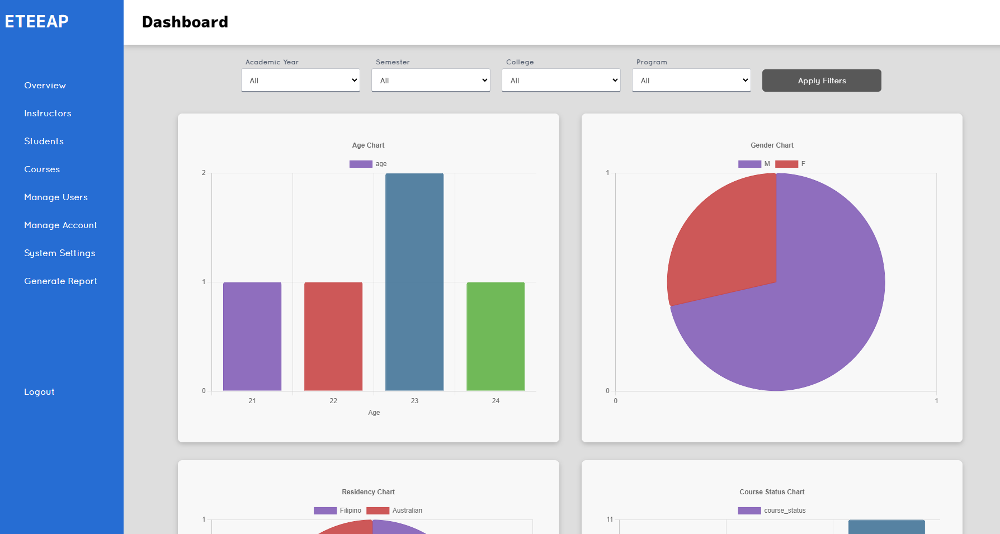 ETEEAP
Dashboard
Overview
Instructors
Students
Courses
Manage Users
Manage Account
System Settings
Generate Report
Logout
Academic Year
Semester
College
Program
All
All
All
All
Apply Filters
Age Chart
age
2
1
0
21
22
23
24
Age
Gender Chart
M
F
1
0
0
1
Residency Chart
Filipino
Australian
1
Course Status Chart
course_status
11